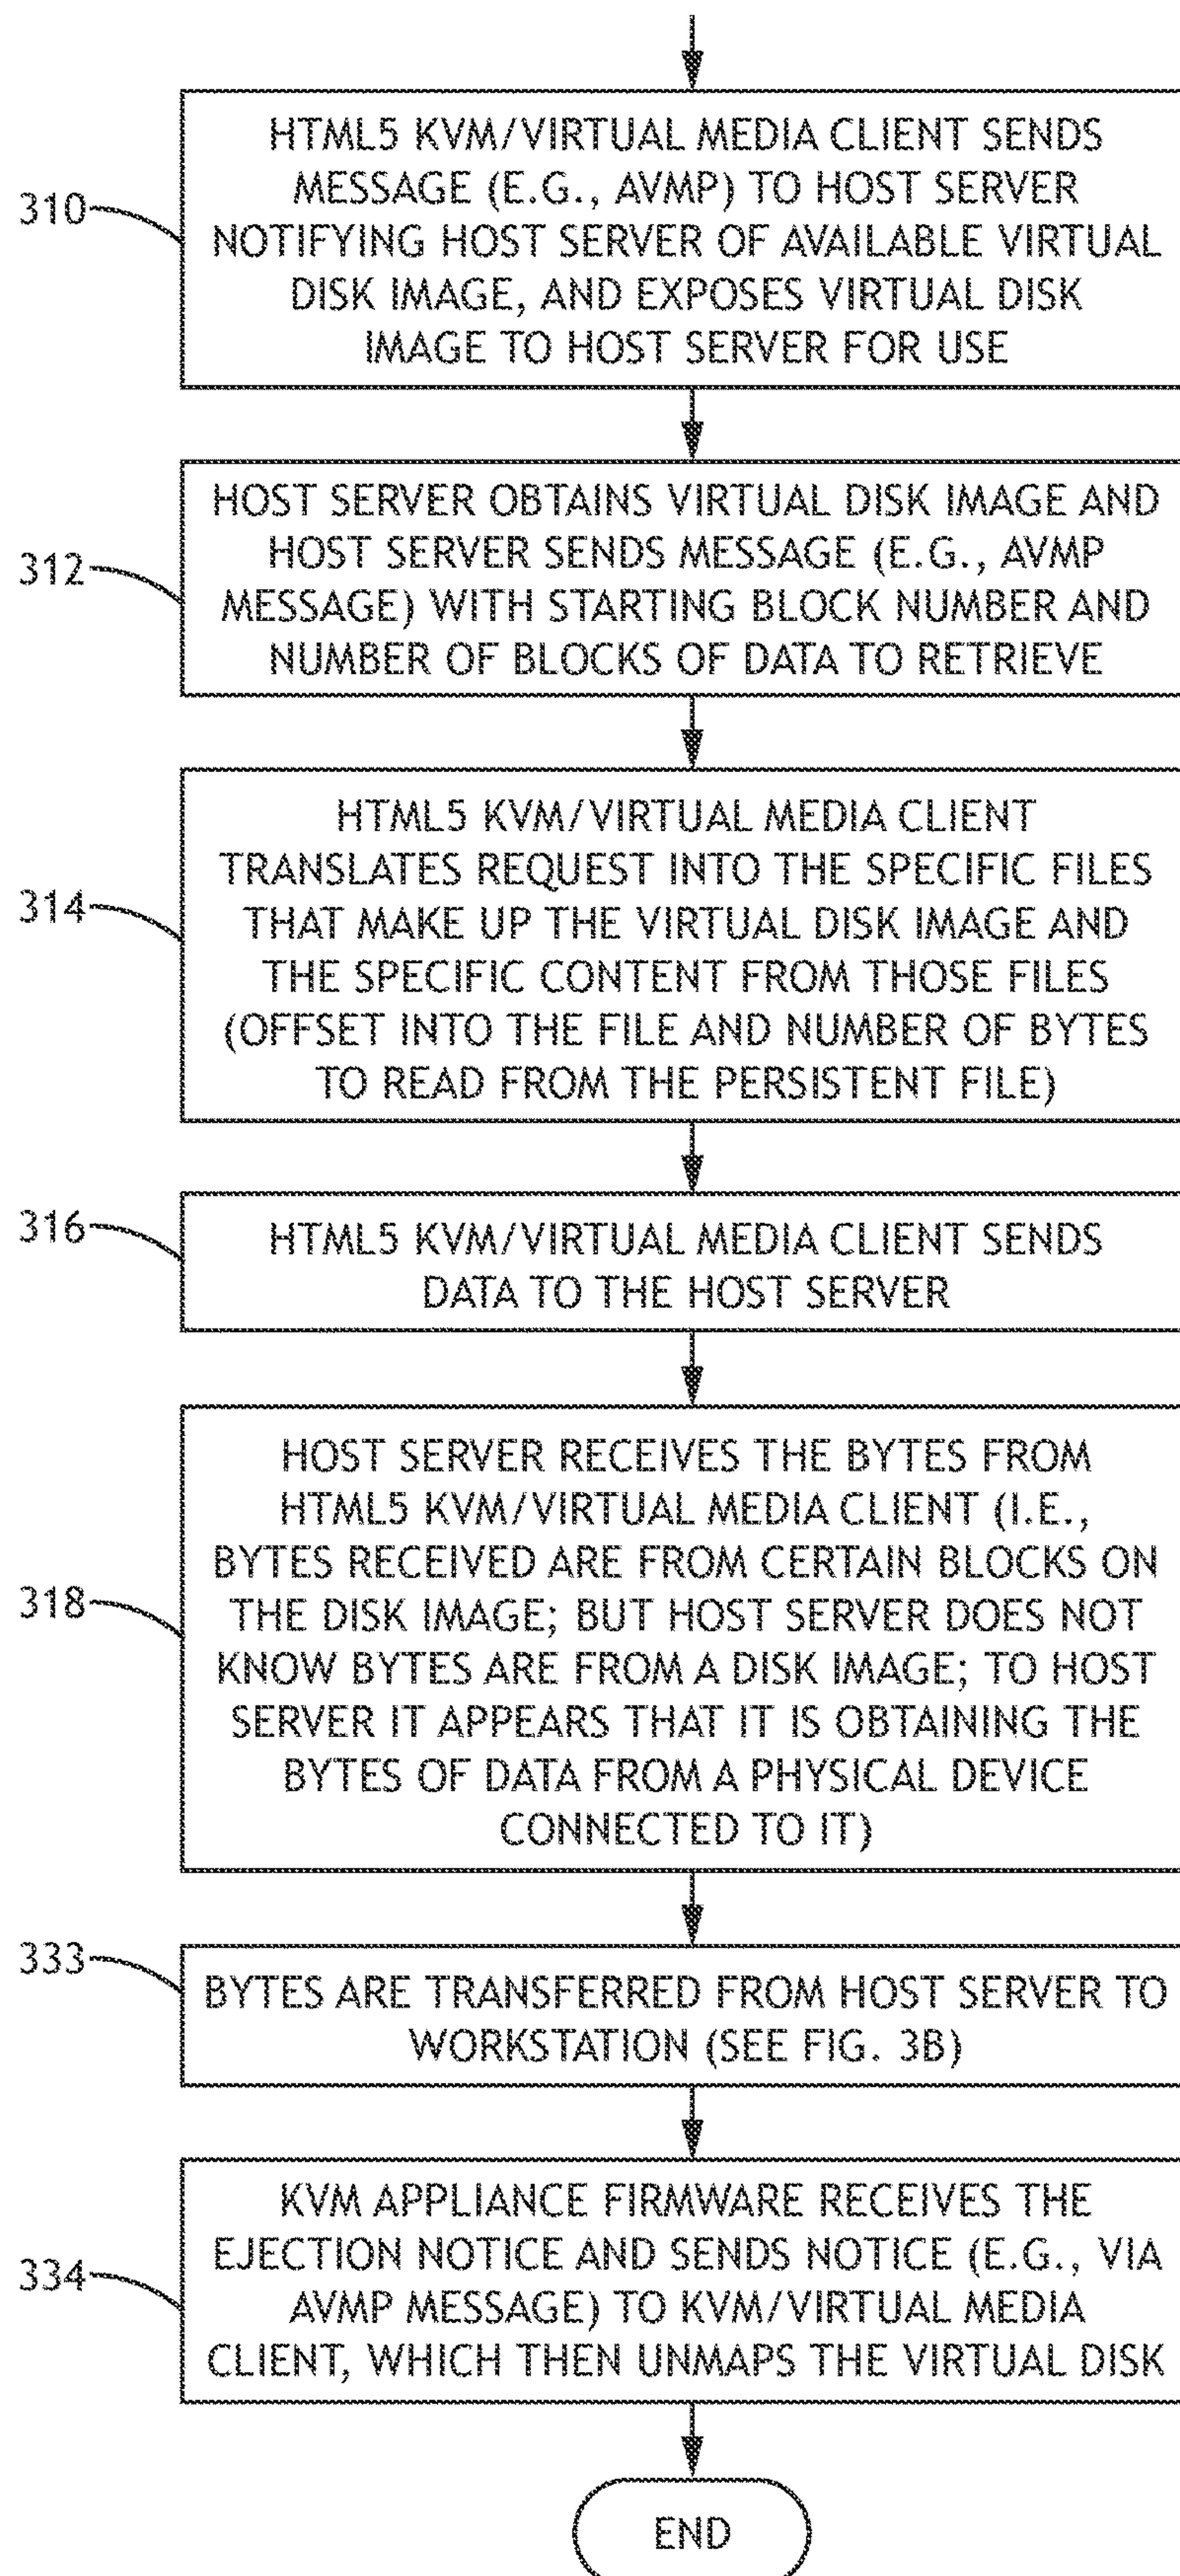 HTML5 KVM/VIRTUAL MEDIA CLIENT SENDS
MESSAGE (E.G., AVMP) TO HOST SERVER
310
NOTIFYING HOST SERVER OF AVAILABLE VIRTUAL
DISK IMAGE, AND EXPOSES VIRTUAL DISK
IMAGE TO HOST SERVER FOR USE
HOST SERVER OBTAINS VIRTUAL DISK IMAGE AND
HOST SERVER SENDS MESSAGE (E.G., AVMP
312
MESSAGE) WITH STARTING BLOCK NUMBER AND
NUMBER OF BLOCKS OF DATA TO RETRIEVE
HTML5 KVM/VIRTUAL MEDIA CLIENT
TRANSLATES REQUEST INTO THE SPECIFIC FILES
314
THAT MAKE UP THE VIRTUAL DISK IMAGE AND
THE SPECIFIC CONTENT FROM THOSE FILES
(OFFSET INTO THE FILE AND NUMBER OF BYTES
TO READ FROM THE PERSISTENT FILE)
316
HTML5 KVM/VIRTUAL MEDIA CLIENT SENDS
DATA TO THE HOST SERVER
HOST SERVER RECEIVES THE BYTES FROM
HTML5 KVM/VIRTUAL MEDIA CLIENT (I.E.,
BYTES RECEIVED ARE FROM CERTAIN BLOCKS ON
318
THE DISK IMAGE; BUT HOST SERVER DOES NOT
KNOW BYTES ARE FROM A DISK IMAGE; TO HOST
SERVER IT APPEARS THAT IT IS OBTAINING THE
BYTES OF DATA FROM A PHYSICAL DEVICE
CONNECTED TO IT)
333
BYTES ARE TRANSFERRED FROM HOST SERVER TO
WORKSTATION (SEE FIG. 3B)
KVM APPLIANCE FIRMWARE RECEIVES THE
EJECTION NOTICE AND SENDS NOTICE (E.G., VIA
334
AVMP MESSAGE) TO KVM/VIRTUAL MEDIA
CLIENT, WHICH THEN UNMAPS THE VIRTUAL DISK
END